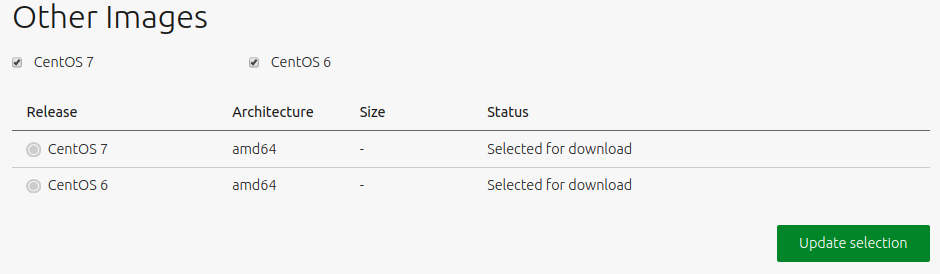 Other Images
CentOS 7 CentOS 6
Release Architecture Size Status
CentOS 7 amd64 - Selected for download
CentOS 6 amd64 - Selected for download
Update selection